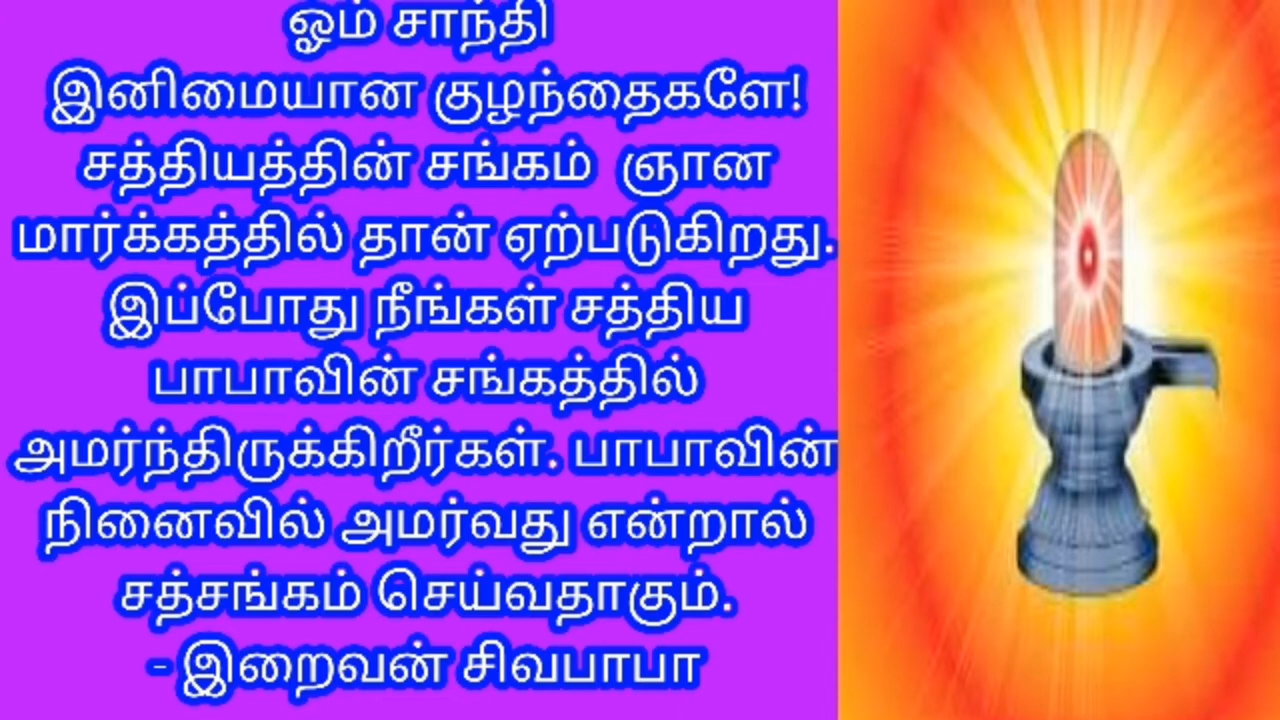 ஓம் சாந்தி
இனிமையான குழந்தைகளே!
சத்தியத்தின் சங்கம் ஞான
மார்க்கத்தில் தான் ஏற்படுகிறது.
இப்போது நீங்கள் சத்திய
பாபாவின் சங்கத்தில்
அமர்ந்திருக்கிறீர்கள். பாபாவின்
நினைவில் அமர்வது என்றால்
சத்சங்கம் செய்வதாகும்.
- இறைவன் சிவபாபா